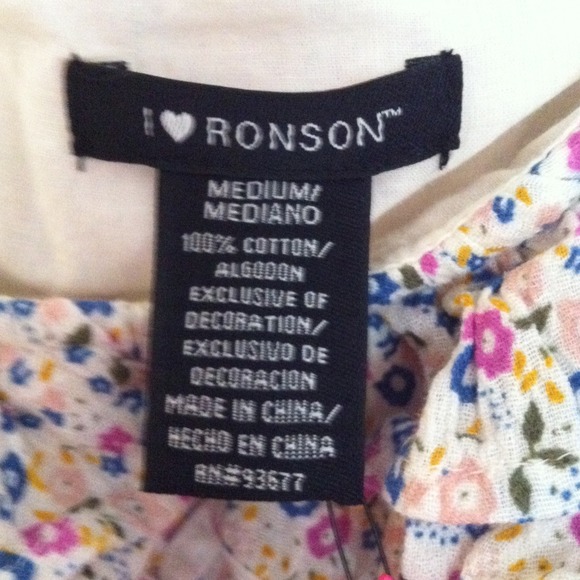 I ♥ RONSON™
MEDIUM/
MEDIANO
100% COTTON/
ALGODON
EXCLUSIVE OF
DECORATION/
EXCLUSIVO DE
DECORACION
MADE IN CHINA/
HECHO EN CHINA
RN#93677